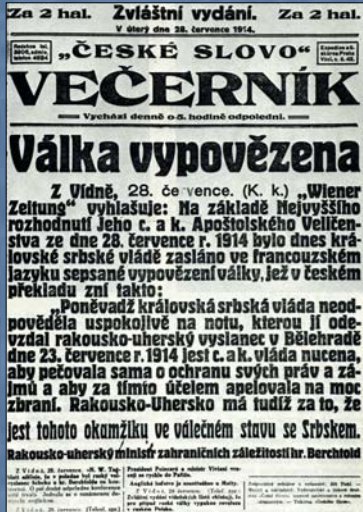 Za 2 hal. Zvláštní vydání. Za 2 hal.
V úterý dne 28. července 1914.
„ČESKÉ SLOVO“
VEČERNÍK
Vychází denně o 5. hodině odpolední.
Válka vypovězena
Z Vídně, 28. července. (K. k.) „Wiener
Zeitung“ vyhlašuje: Na základě Nejvyššího
rozhodnutí Jeho c. a k. Apoštolského Veličen-
stva ze dne 28. července r. 1914 bylo dnes krá-
lovské srbské vládě zasláno ve francouzském
jazyku sepsané vypovězení války, jež v českém
překladu zní takto:
„Poněvadž královská srbská vláda neod-
pověděla uspokojivě na notu, kterou jí ode-
vzdal rakousko-uherský vyslanec v Bělehradě
dne 23. července r. 1914 jest c. a k. vláda nucena,
aby pečovala sama o ochranu svých práv a zá-
jmů a aby za tímto účelem apelovala na moc
zbraní. Rakousko-Uhersko má tudíž za to, že
jest tohoto okamžiku ve válečném stavu se Srbskem.
Rakousko-uherský ministr zahraničních záležitostí hr. Berchtold